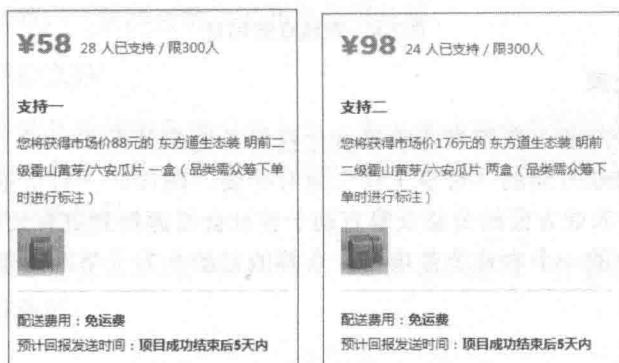 ¥58 28 人已支持 / 限300人
支持一
您将获得市场价88元的 东方道生态装 明前二
级霍山黄芽/六安瓜片 一盒（品类需众筹下单
时进行标注）
配送费用：免运费
预计回报发送时间：项目成功结束后5天内
¥98 24 人已支持 / 限300人
支持二
您将获得市场价176元的 东方道生态装 明前
二级霍山黄芽/六安瓜片 两盒（品类需众筹下
单时进行标注）
配送费用：免运费
预计回报发送时间：项目成功结束后5天内